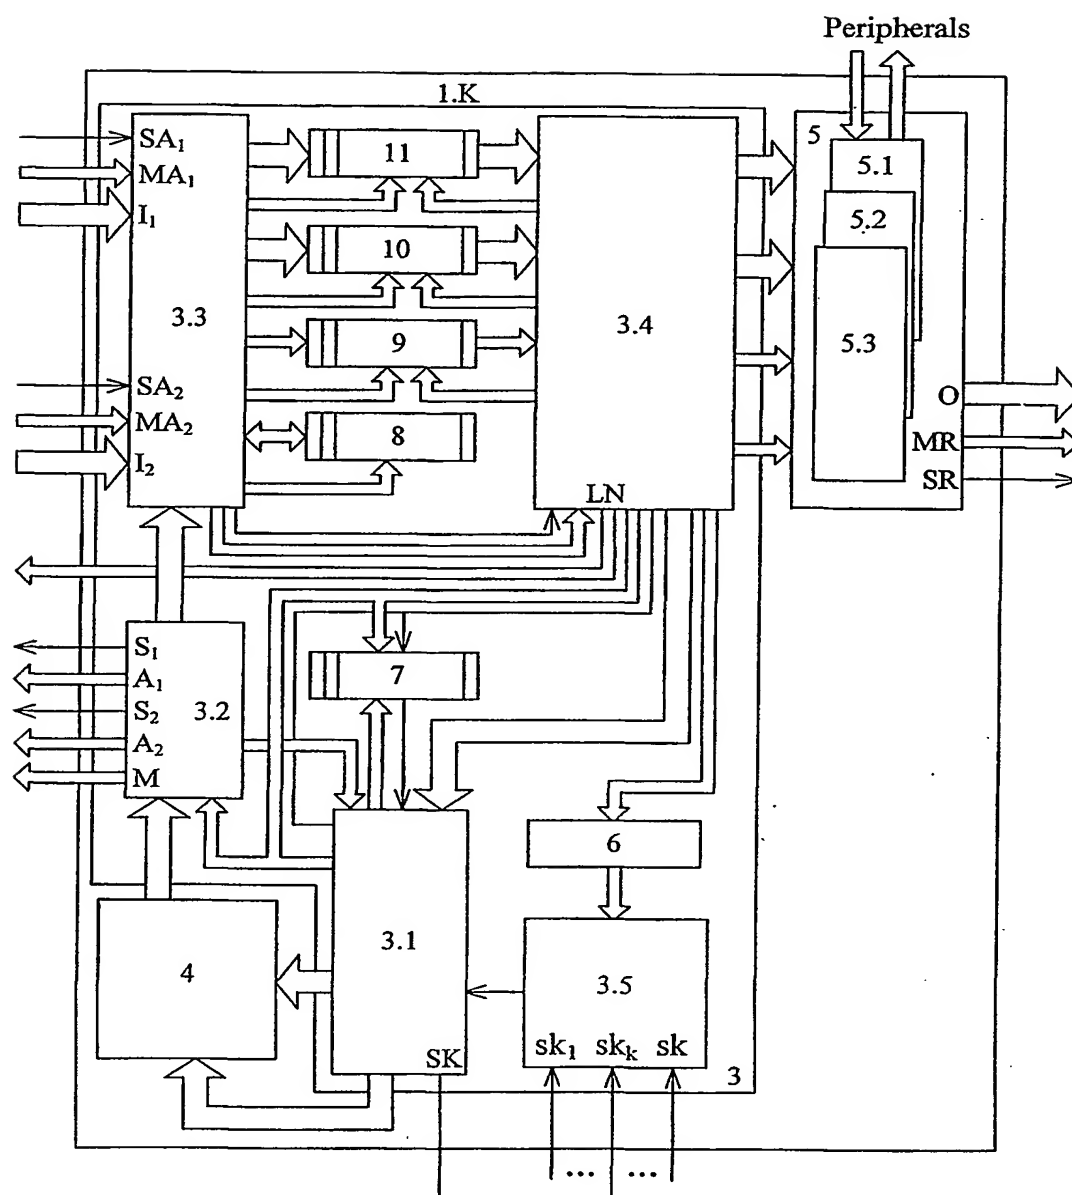 Peripherals
1.K
SA₁
MA₁
I₁
11
5
5.1
10
5.2
3.3
9
3.4
5.3
SA₂
MA₂
8
O
I₂
MR
LN
SR
S₁
A₁
7
S₂
3.2
A₂
M
6
3.1
4
3.5
SK
sk₁ skₖ sk
3
... ...